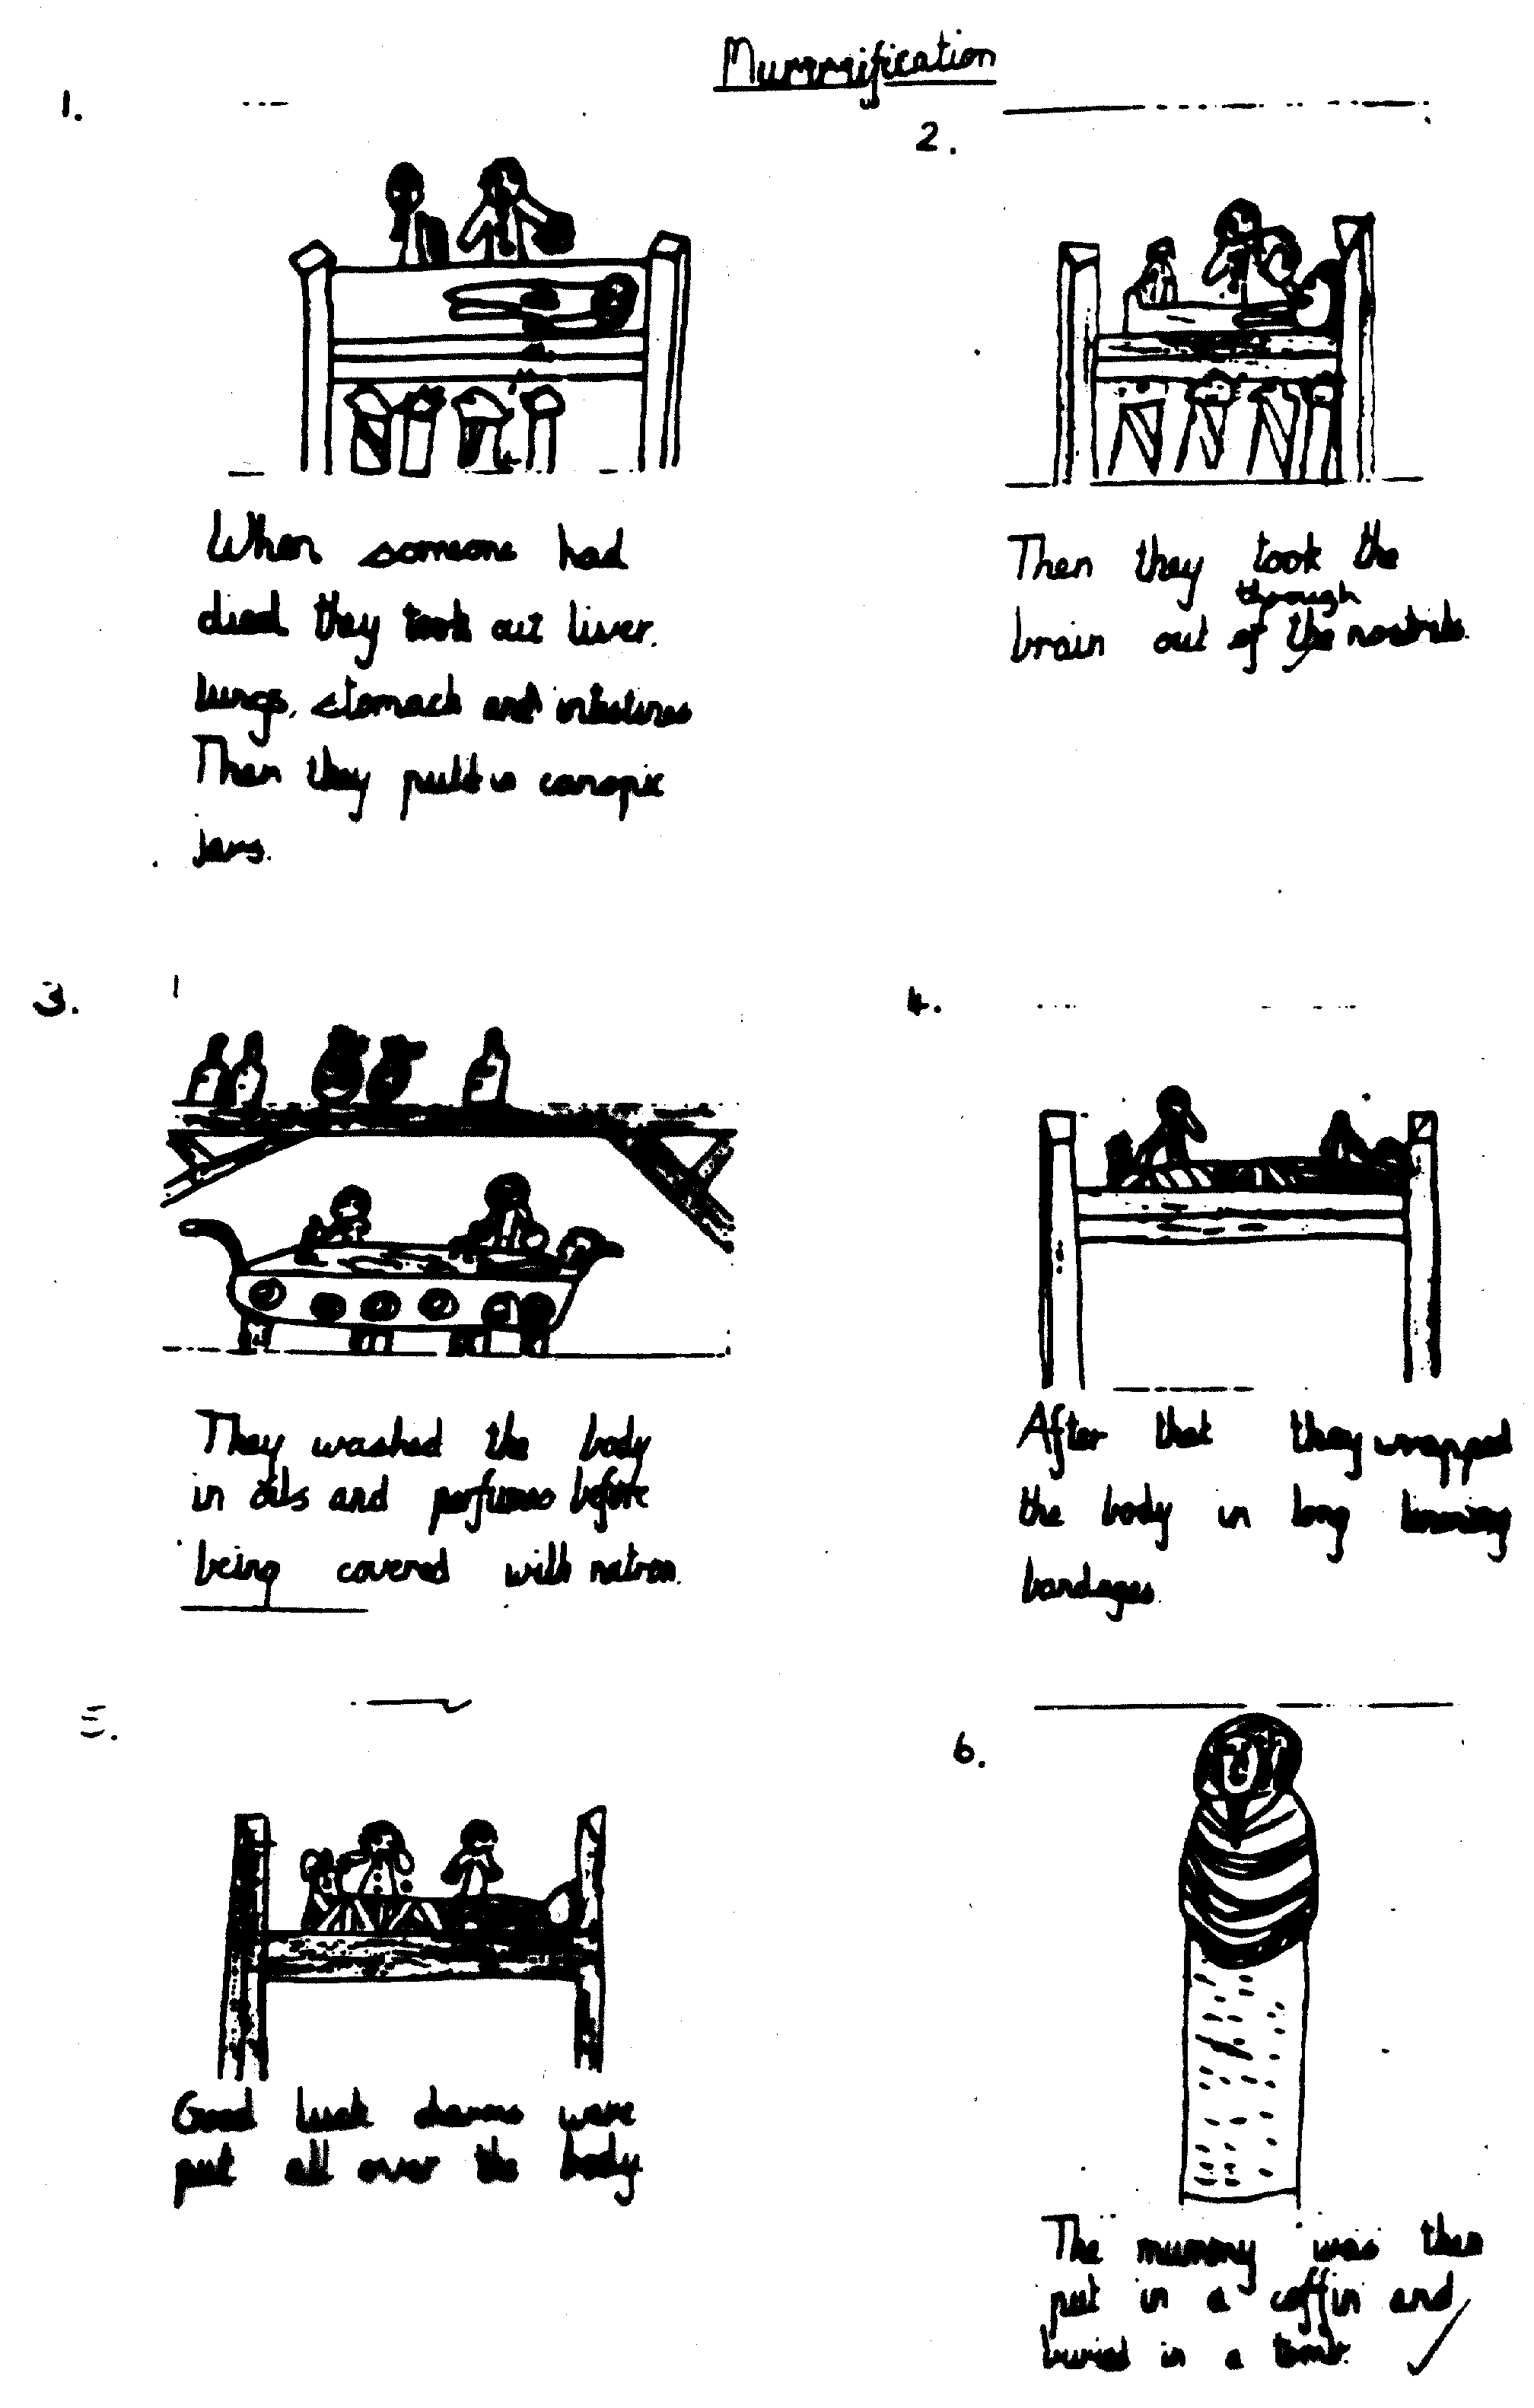 Mummification
1.
When someone had
died they took out liver.
lungs, stomach and intestines
Then they put in canopic
Jars.
2.
Then they took the
through
brain out of the nostrils.
3.
They washed the body
in oils and perfumes before
being covered with natron.
4.
After that they wrapped
the body in long
bandages.
5.
Good luck charms were
put all over the body
6.
The mummy was then
put in a coffin and
buried in a tomb.